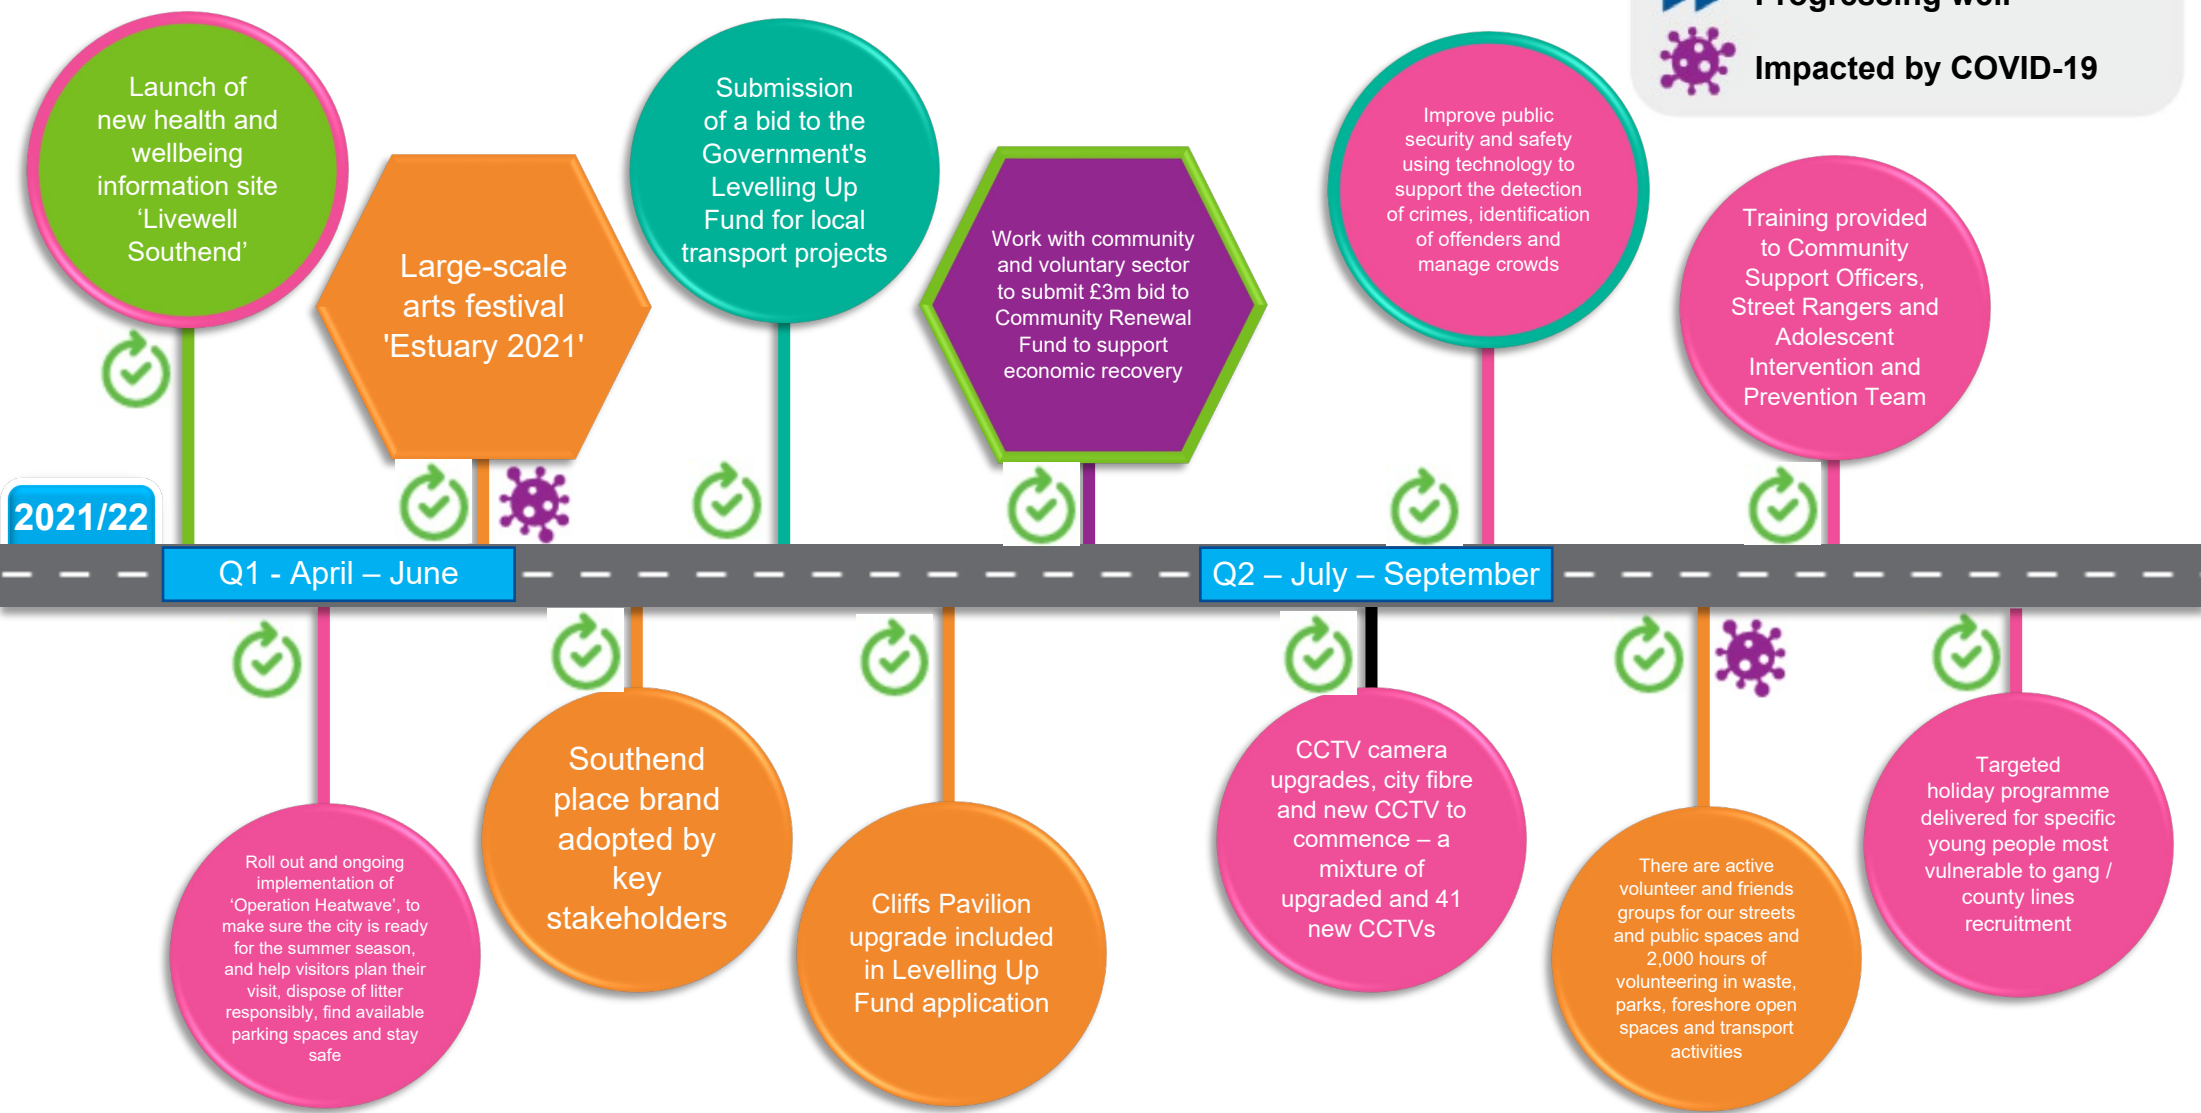 Progressing well
Impacted by COVID-19
Launch of
new health and
wellbeing
information site
‘Livewell
Southend’
Large-scale
arts festival
'Estuary 2021'
Submission
of a bid to the
Government's
Levelling Up
Fund for local
transport projects
Work with community
and voluntary sector
to submit £3m bid to
Community Renewal
Fund to support
economic recovery
Improve public
security and safety
using technology to
support the detection
of crimes, identification
of offenders and
manage crowds
Training provided
to Community
Support Officers,
Street Rangers and
Adolescent
Intervention and
Prevention Team
2021/22
Q1 - April – June
Q2 – July – September
Roll out and ongoing
implementation of
‘Operation Heatwave’, to
make sure the city is ready
for the summer season,
and help visitors plan their
visit, dispose of litter
responsibly, find available
parking spaces and stay
safe
Southend
place brand
adopted by
key
stakeholders
Cliffs Pavilion
upgrade included
in Levelling Up
Fund application
CCTV camera
upgrades, city fibre
and new CCTV to
commence – a
mixture of
upgraded and 41
new CCTVs
There are active
volunteer and friends
groups for our streets
and public spaces and
2,000 hours of
volunteering in waste,
parks, foreshore open
spaces and transport
activities
Targeted
holiday programme
delivered for specific
young people most
vulnerable to gang /
county lines
recruitment